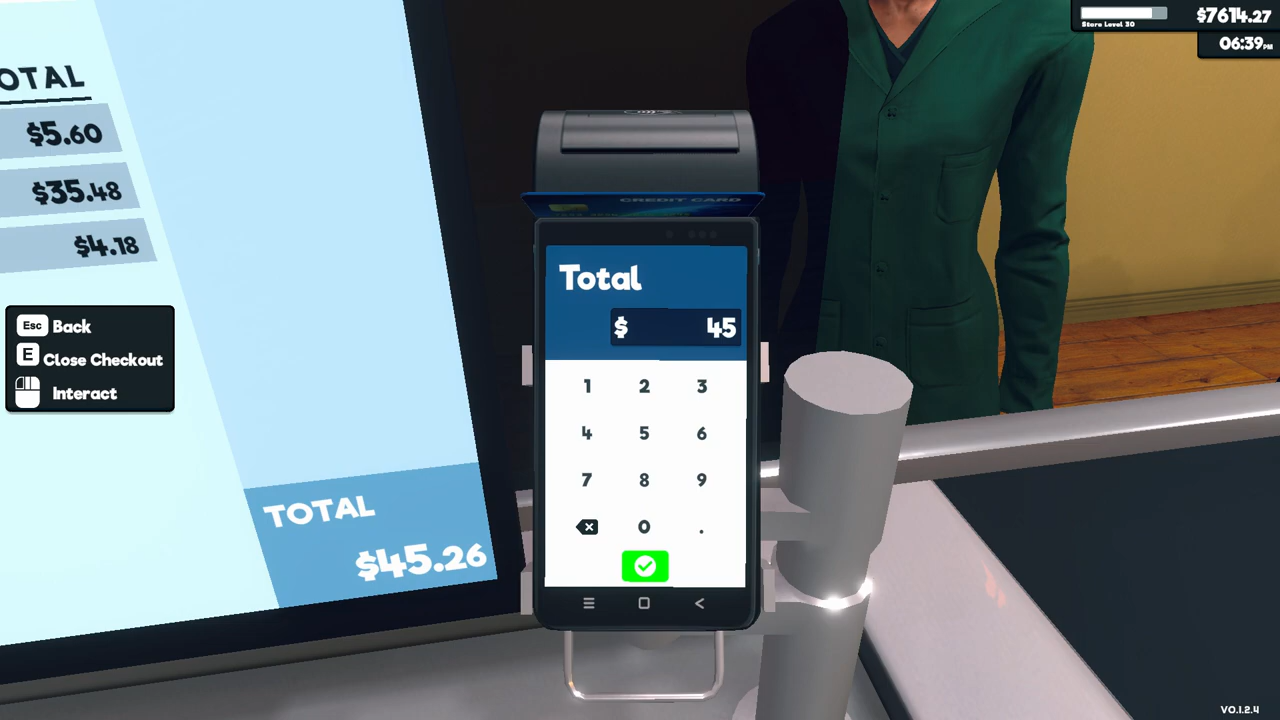 OTAL
$5.60
$35.48
$4.18
Esc Back
E Close Checkout
Interact
TOTAL
$45.26
CREDIT CARD
Total
$ 45
1 2 3
4 5 6
7 8 9
0 .
Store Level 30
$7614.27
06:39PM
V0.1.2.4